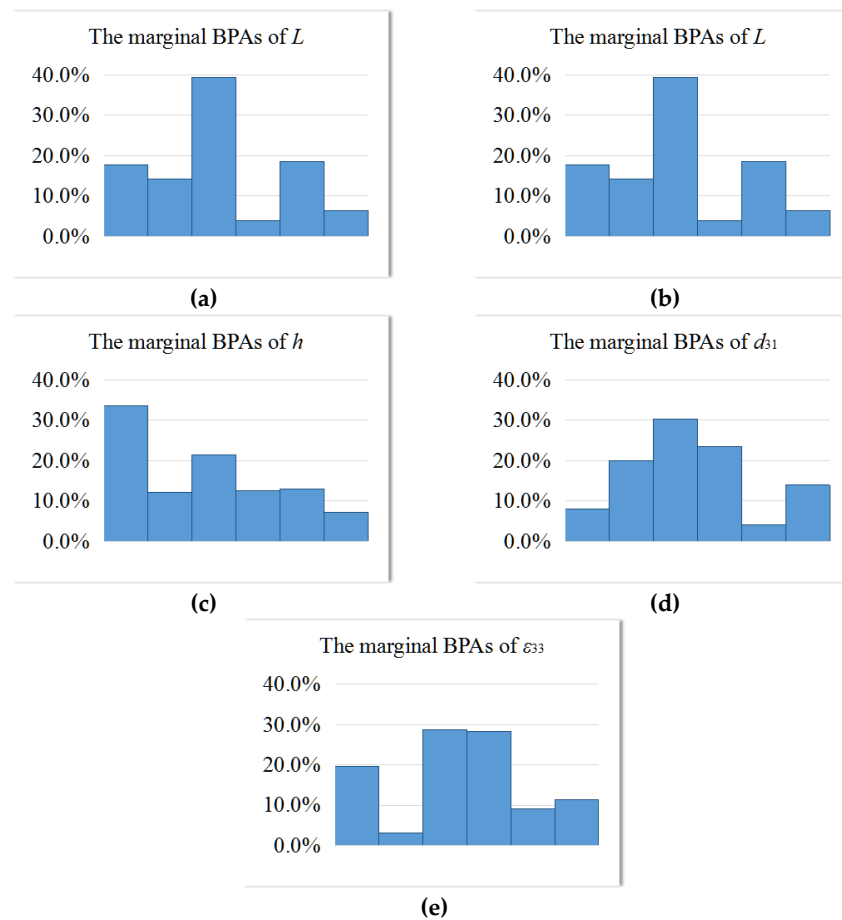 The marginal BPAs of L
40.0%
30.0%
20.0%
10.0%
0.0%
(a)
The marginal BPAs of L
40.0%
30.0%
20.0%
10.0%
0.0%
(b)
The marginal BPAs of h
40.0%
30.0%
20.0%
10.0%
0.0%
(c)
The marginal BPAs of d31
40.0%
30.0%
20.0%
10.0%
0.0%
(d)
The marginal BPAs of ε33
40.0%
30.0%
20.0%
10.0%
0.0%
(e)